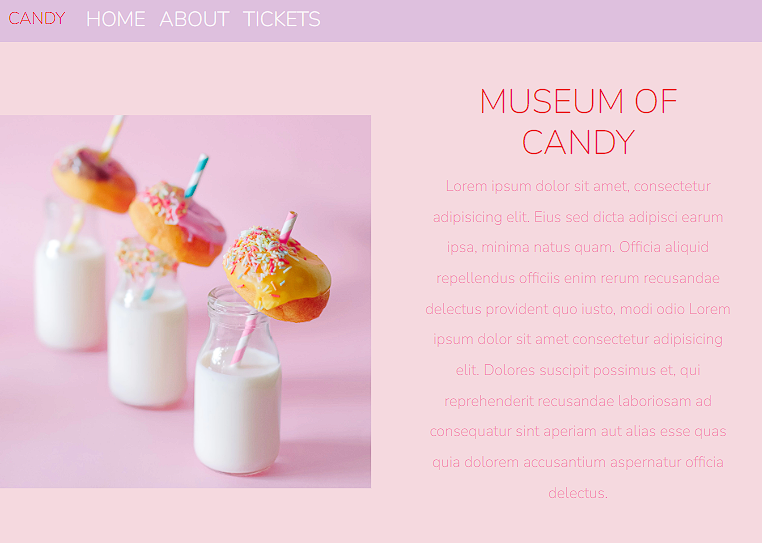 CANDY HOME ABOUT TICKETS
MUSEUM OF
CANDY
Lorem ipsum dolor sit amet, consectetur
adipisicing elit. Eius sed dicta adipisci earum
ipsa, minima natus quam. Officia aliquid
repellendus officiis enim rerum recusandae
delectus provident quo iusto, modi odio Lorem
ipsum dolor sit amet consectetur adipisicing
elit. Dolores suscipit possimus et, qui
reprehenderit recusandae laboriosam ad
consequatur sint aperiam aut alias esse quas
quia dolorem accusantium aspernatur officia
delectus.